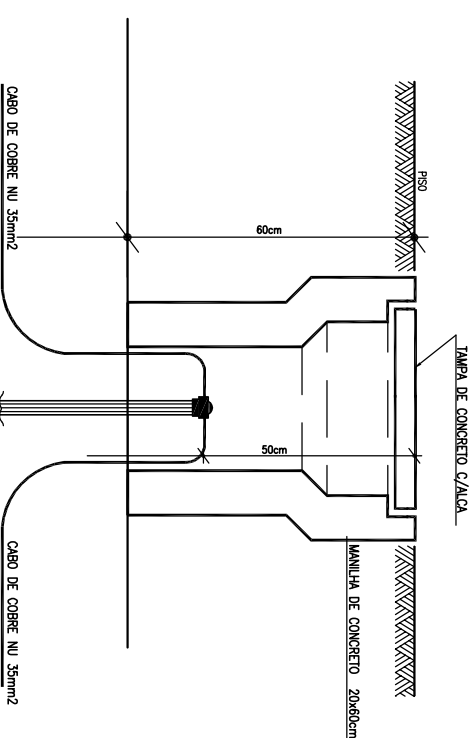 PISO
TAMPA DE CONCRETO C/ALCA
60cm
50cm
MANILHA DE CONCRETO 20x60cm
CABO DE COBRE NU 35mm2
CABO DE COBRE NU 35mm2